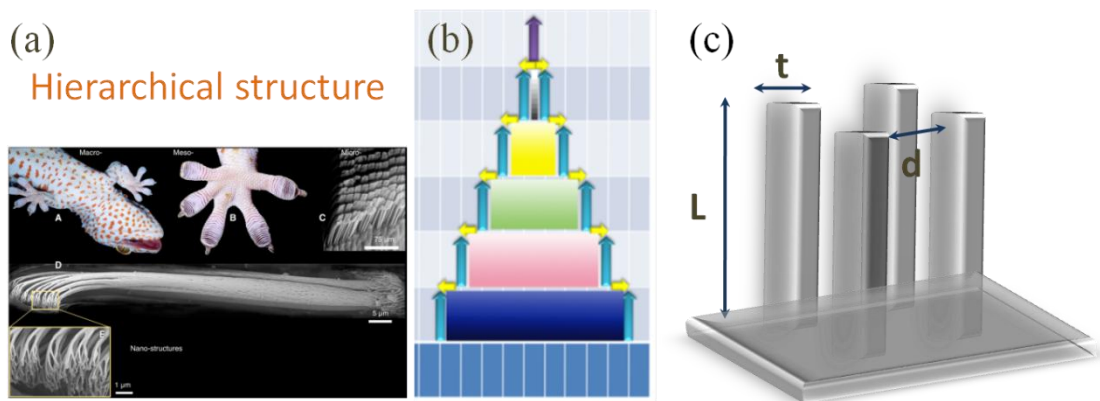 (a)
Hierarchical structure
Macro-
Meso-
Micro-
A
B
C
D
5 µm
E
Nano-structures
1 µm
(b)
(c)
t
d
L